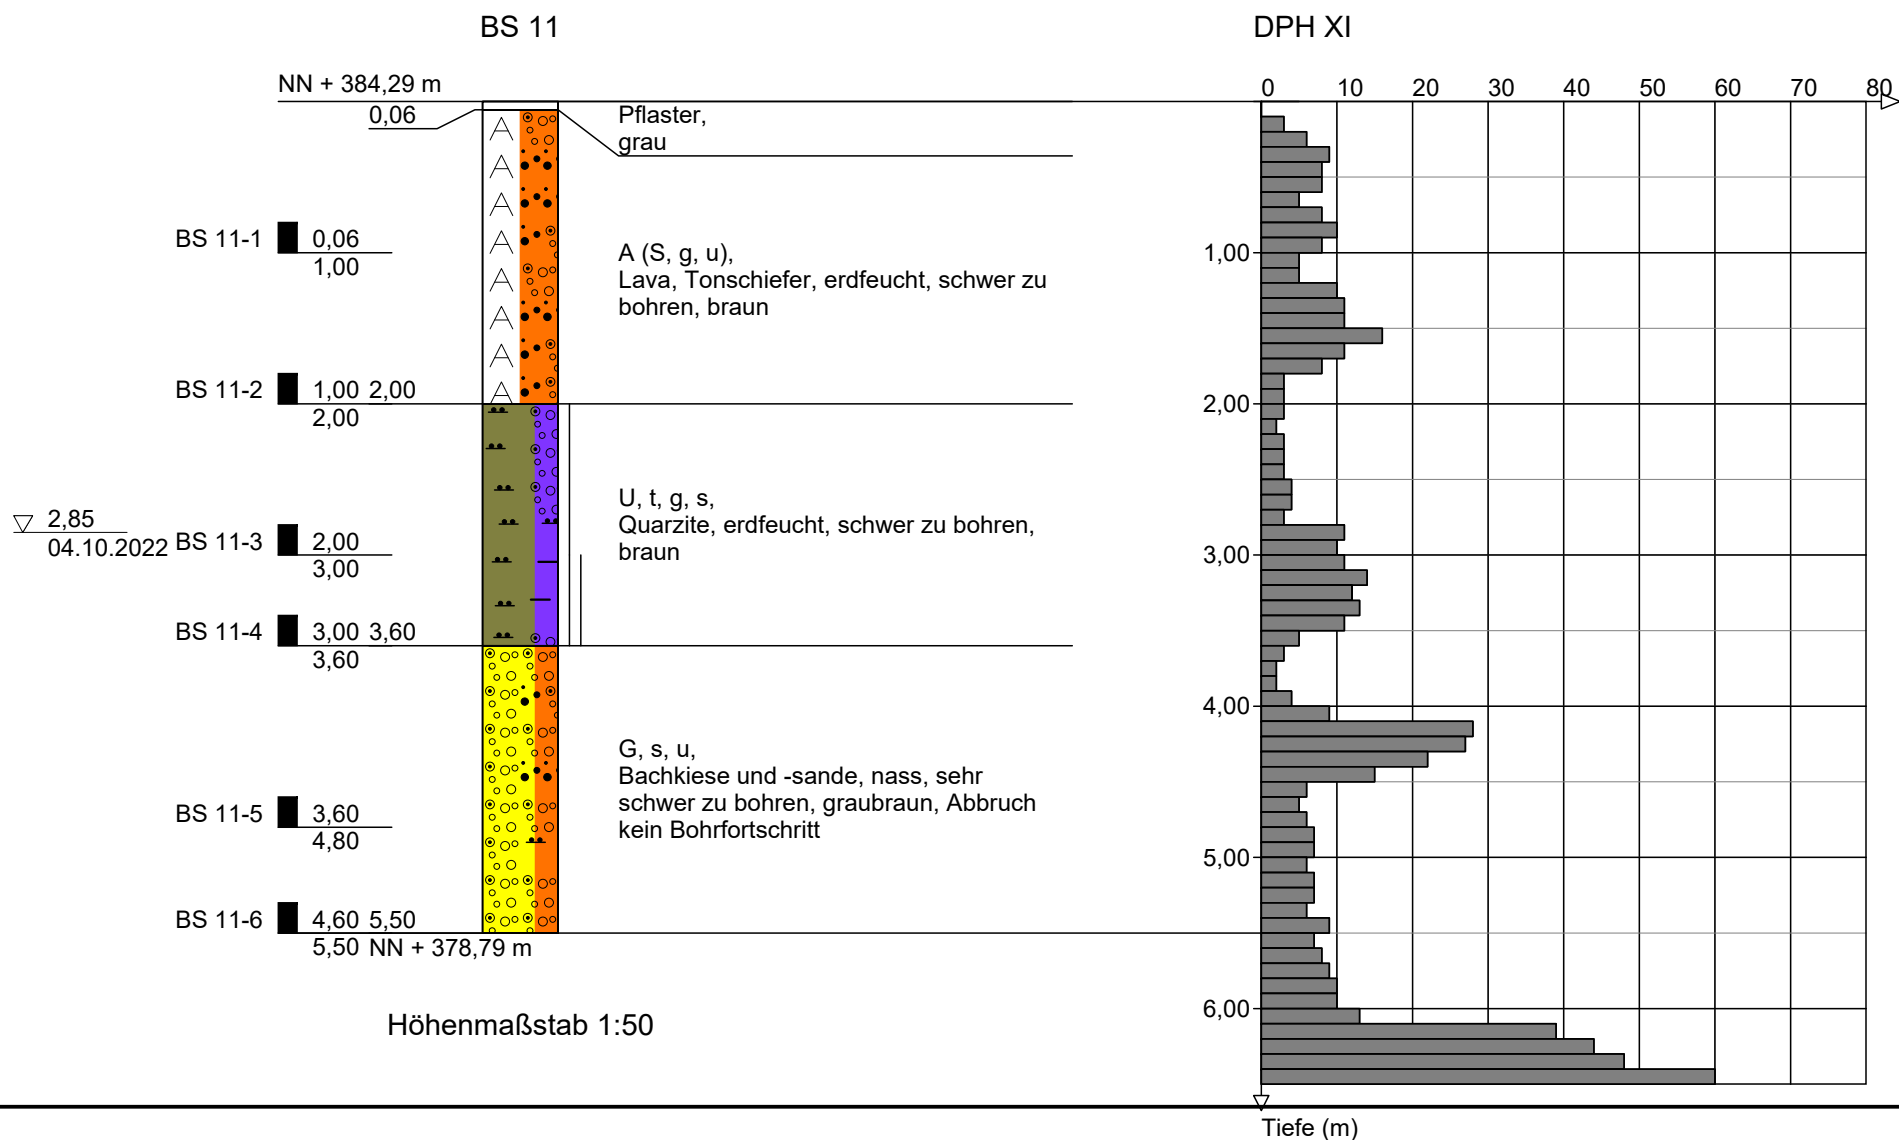 BS 11
DPH XI
NN + 384,29 m
0 10 20 30 40 50 60 70 80
0,06
Pflaster,
grau
BS 11-1 0,06
1,00
A (S, g, u),
Lava, Tonschiefer, erdfeucht, schwer zu
bohren, braun
1,00
BS 11-2 1,00 2,00
2,00
2,00
U, t, g, s,
Quarzite, erdfeucht, schwer zu bohren,
braun
2,85
04.10.2022
BS 11-3 2,00
3,00
3,00
BS 11-4 3,00 3,60
3,60
4,00
G, s, u,
Bachkiese und -sande, nass, sehr
schwer zu bohren, graubraun, Abbruch
kein Bohrfortschritt
BS 11-5 3,60
4,80
5,00
BS 11-6 4,60 5,50
5,50 NN + 378,79 m
6,00
Höhenmaßstab 1:50
Tiefe (m)